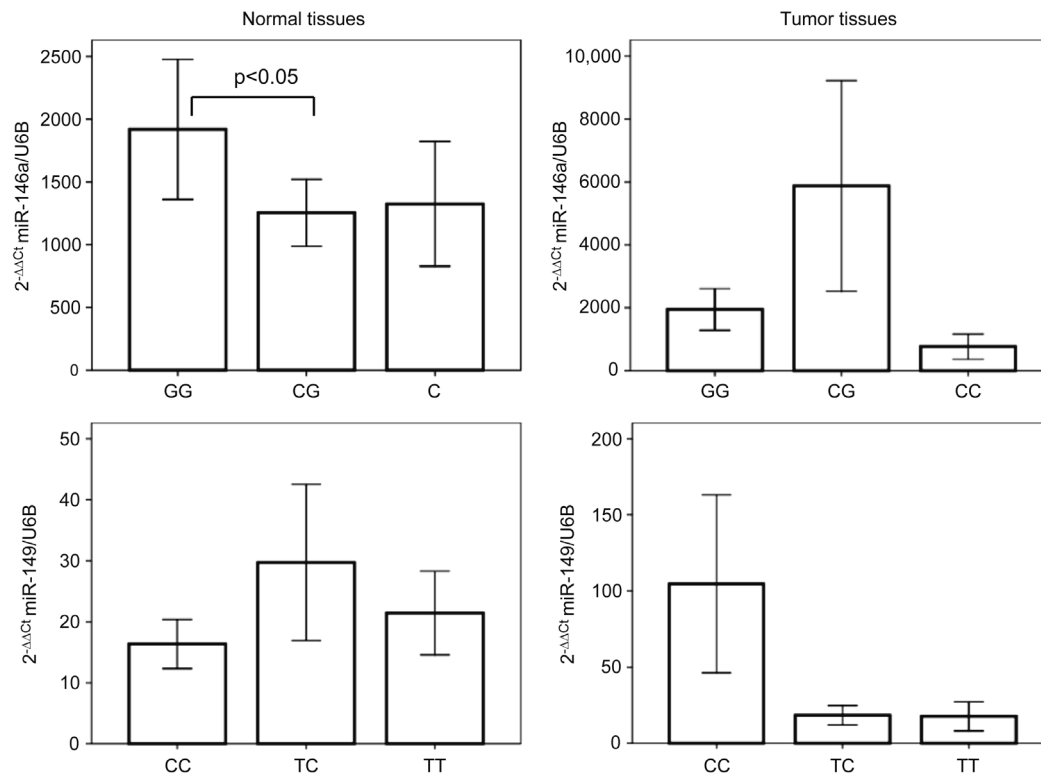 Normal tissues
2500
2000
1500
1000
500
0
2-ΔΔCt miR-146a/U6B
p<0.05
GG CG C
Tumor tissues
10,000
8000
6000
4000
2000
0
2-ΔΔCt miR-146a/U6B
GG CG CC
50
40
30
20
10
0
2-ΔΔCt miR-149/U6B
CC TC TT
200
150
100
50
0
2-ΔΔCt miR-149/U6B
CC TC TT